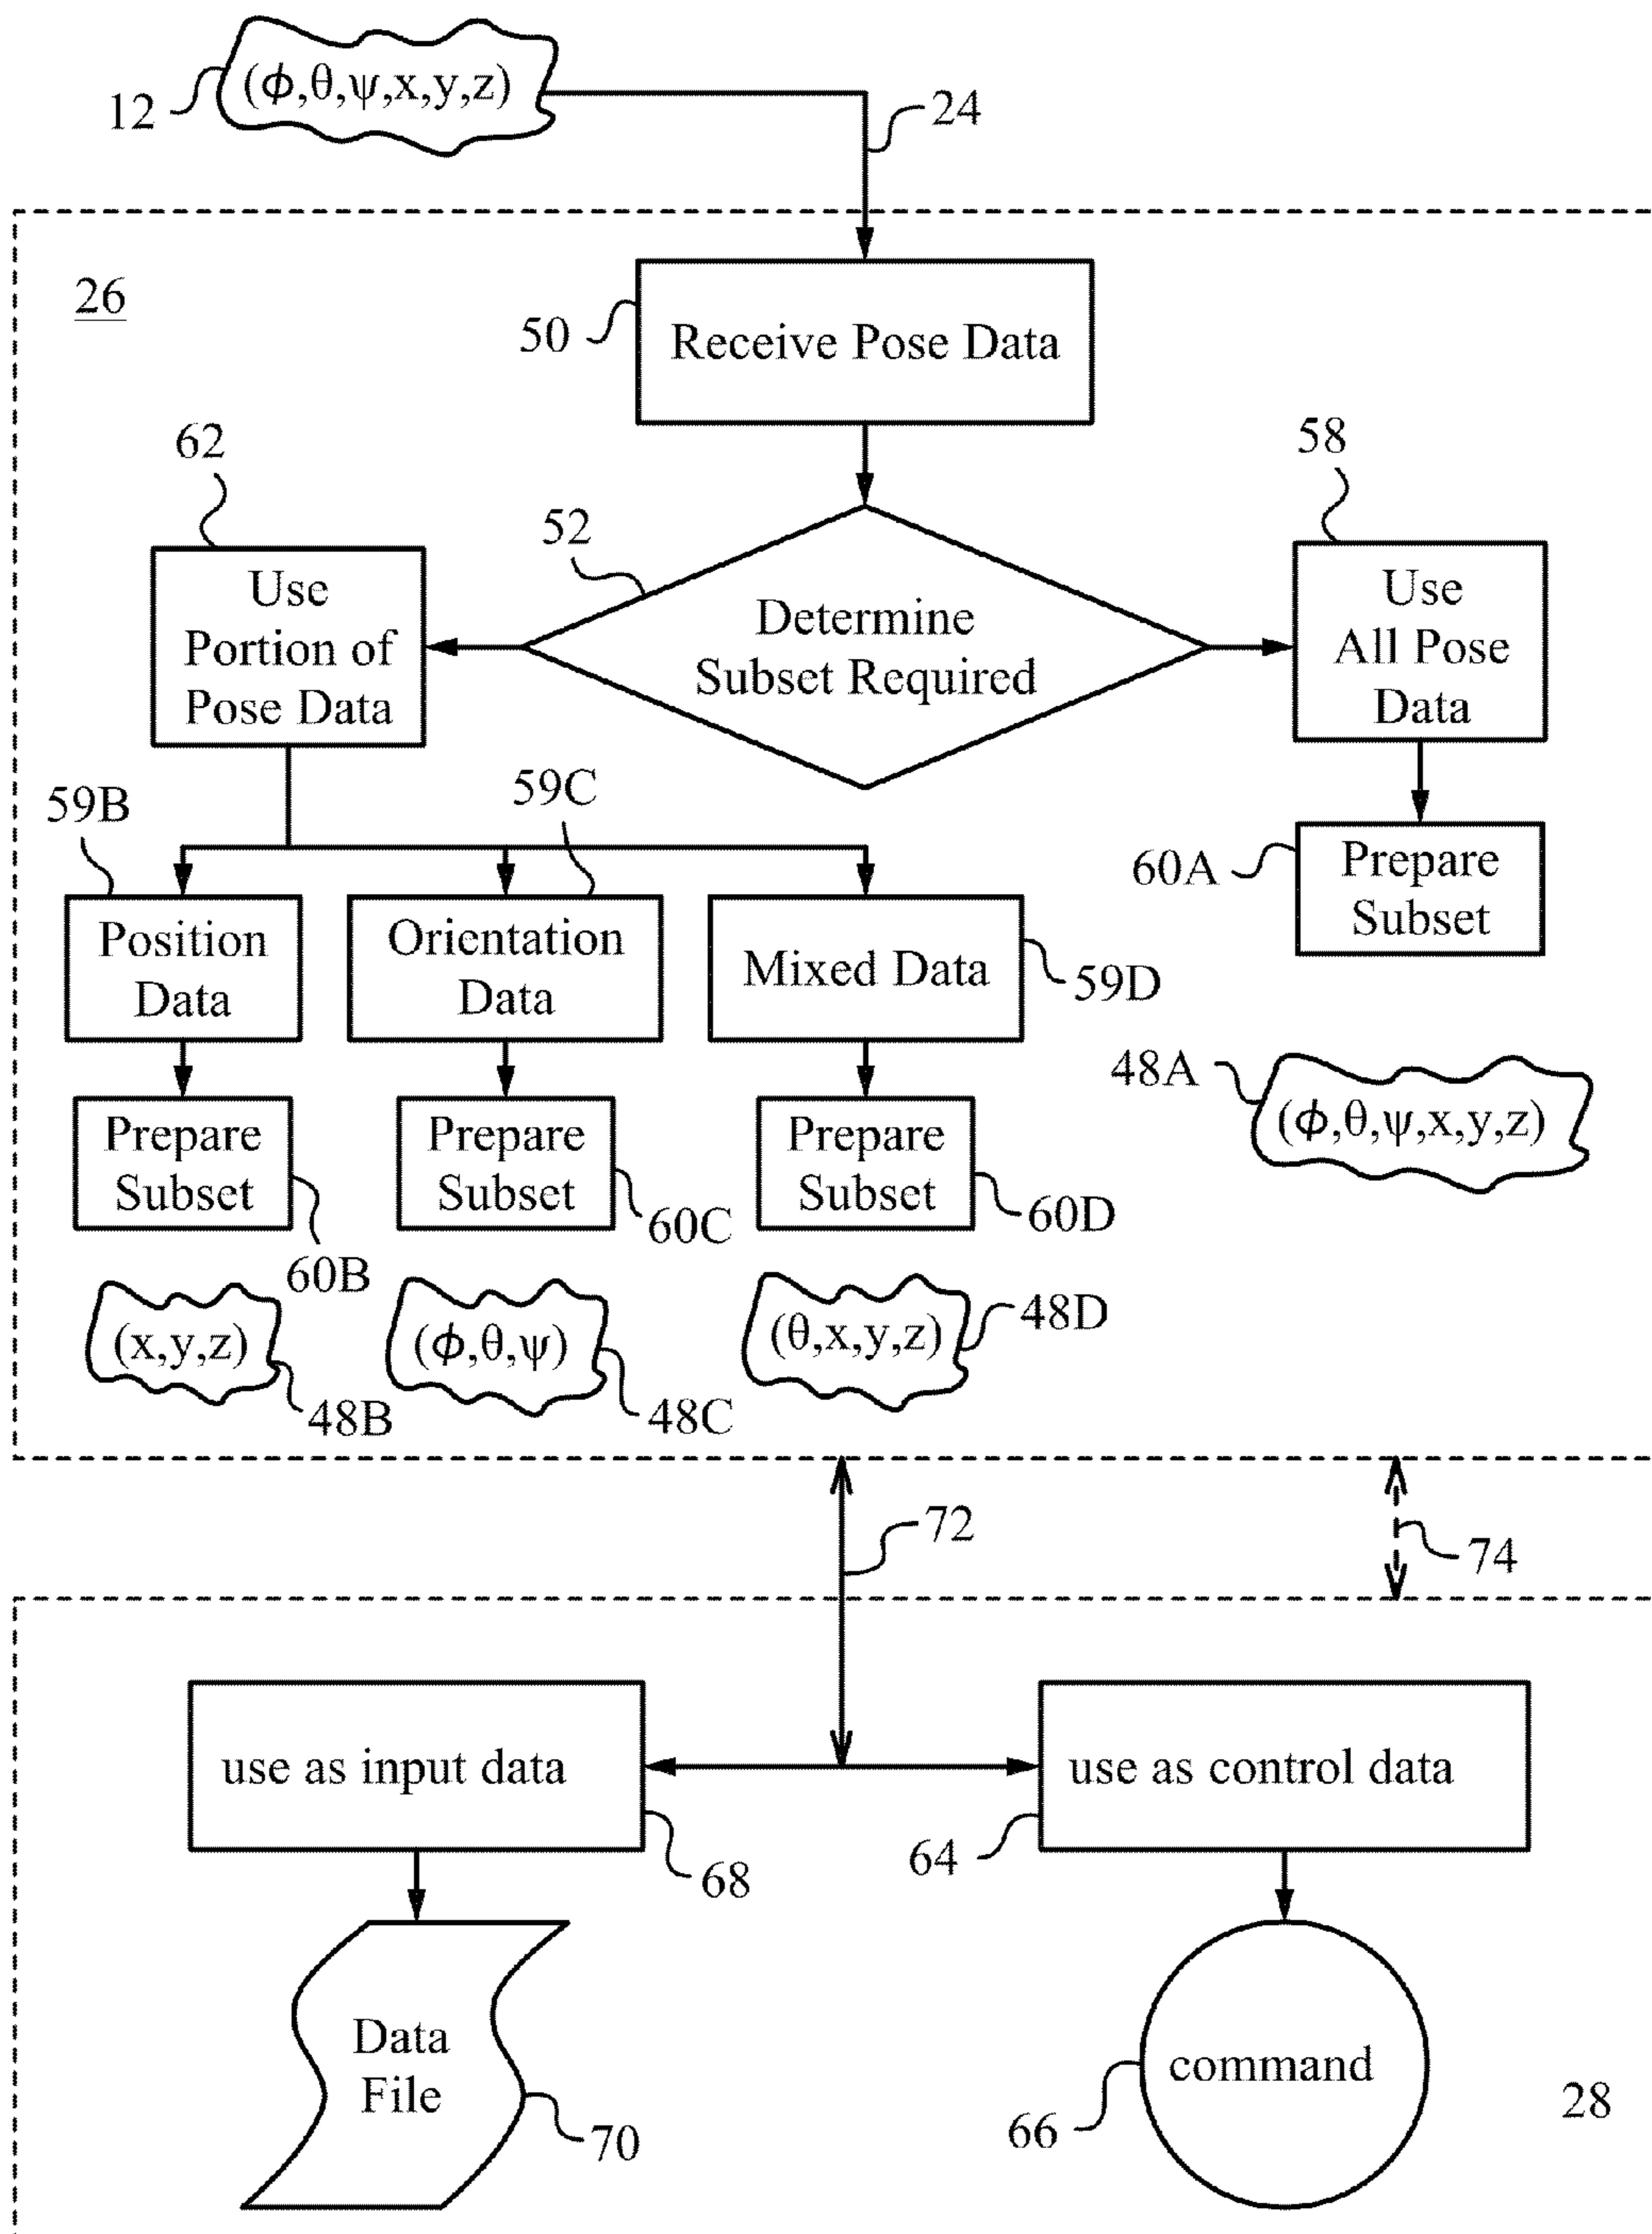 (ϕ,θ,ψ,x,y,z)
12
24
26
50
Receive Pose Data
62
58
52
Use
Portion of
Pose Data
Determine
Subset Required
Use
All Pose
Data
59B
59C
60A
Prepare
Subset
Position
Data
Orientation
Data
Mixed Data
59D
48A
(ϕ,θ,ψ,x,y,z)
Prepare
Subset
Prepare
Subset
Prepare
Subset
60B
60C
60D
(x,y,z)
(ϕ,θ,ψ)
(θ,x,y,z)
48D
48B
48C
72
74
use as input data
use as control data
68
64
Data
File
command
70
66
28